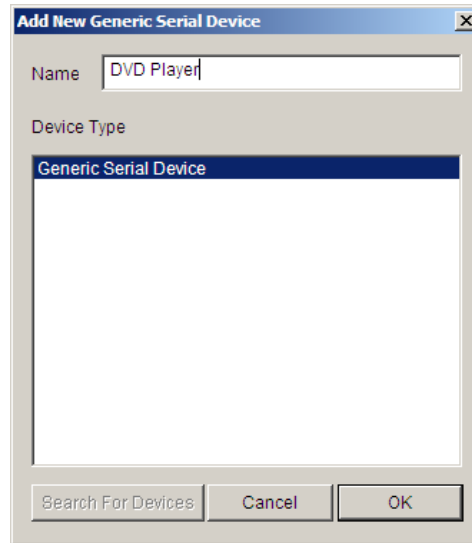 Add New Generic Serial Device
Name DVD Player
Device Type
Generic Serial Device
Search For Devices Cancel OK